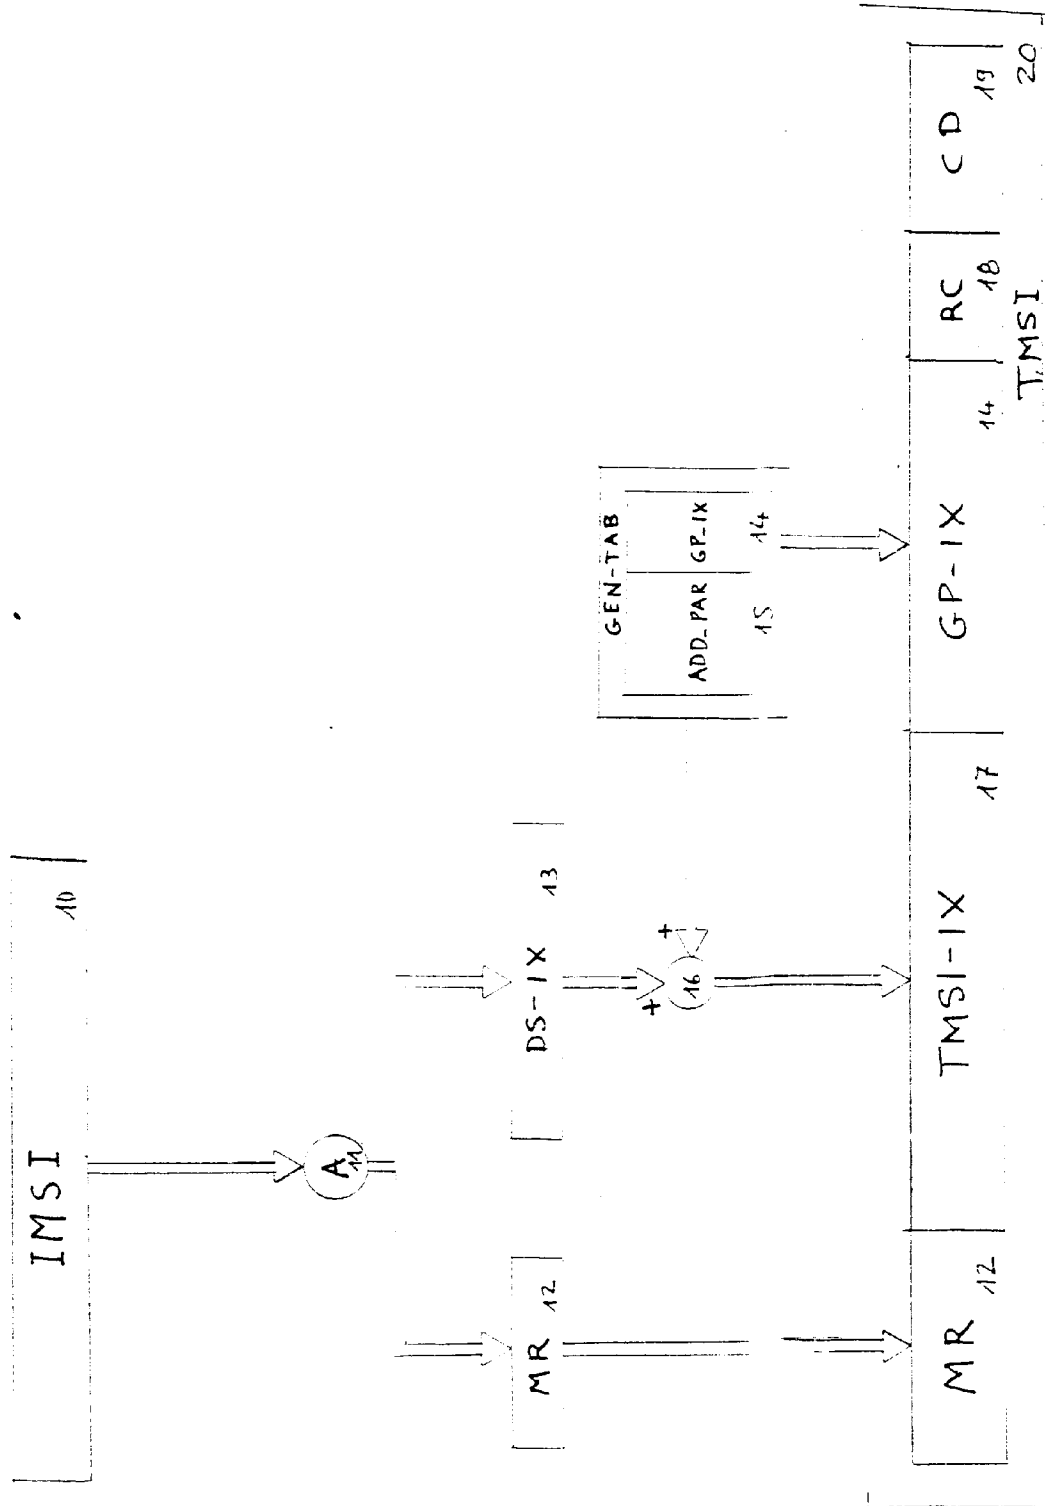 IMSI
10
A
11
MR
12
DS-IX
13
16
+
+
GEN-TAB
ADD_PAR
GP_IX
15
14
MR
12
TMSI-IX
17
GP-IX
14
RC
18
CD
19
TMSI
20